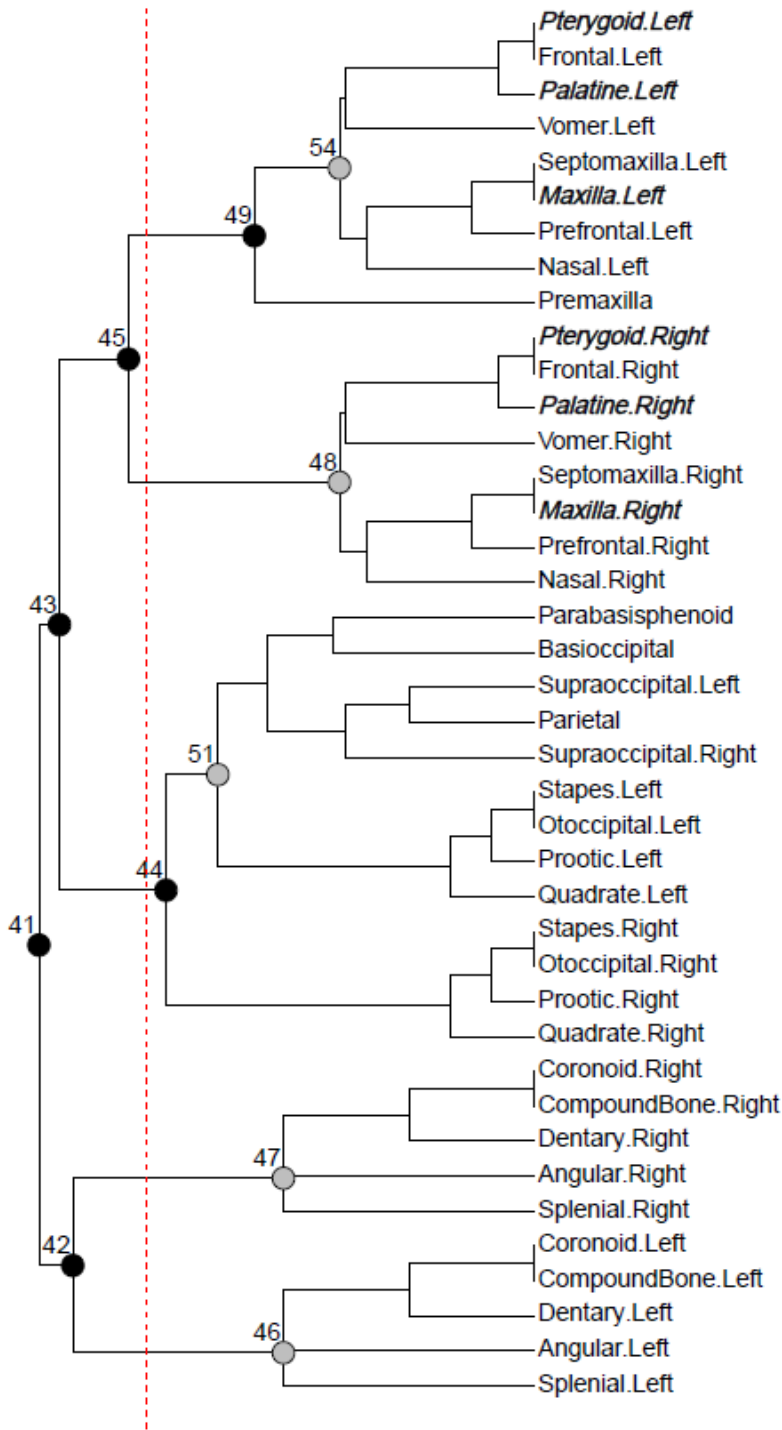 Pterygoid.Left
Frontal.Left
Palatine.Left
Vomer.Left
54
Septomaxilla.Left
Maxilla.Left
49
Prefrontal.Left
Nasal.Left
Premaxilla
45
Pterygoid.Right
Frontal.Right
Palatine.Right
Vomer.Right
48
Septomaxilla.Right
Maxilla.Right
Prefrontal.Right
Nasal.Right
43
Parabasisphenoid
Basioccipital
Supraoccipital.Left
Parietal
51
Supraoccipital.Right
Stapes.Left
Otoccipital.Left
Prootic.Left
44
Quadrate.Left
41
Stapes.Right
Otoccipital.Right
Prootic.Right
Quadrate.Right
Coronoid.Right
CompoundBone.Right
Dentary.Right
47
Angular.Right
Splenial.Right
42
Coronoid.Left
CompoundBone.Left
Dentary.Left
46
Angular.Left
Splenial.Left